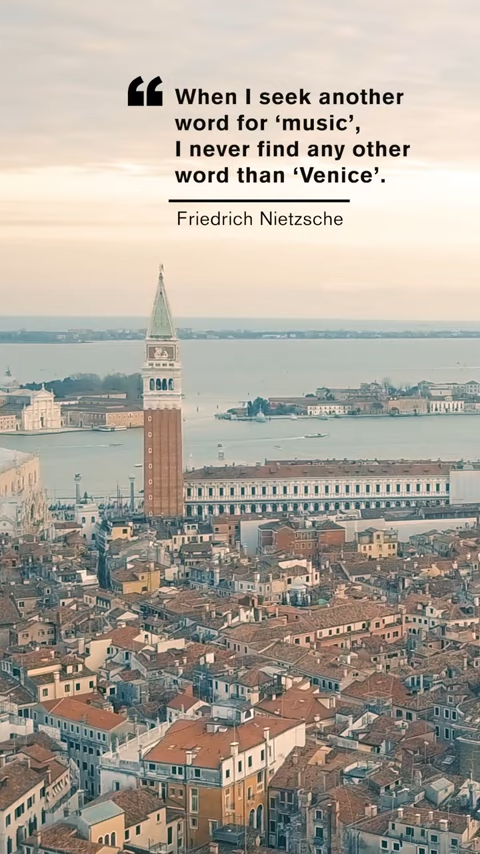 “ When I seek another
word for ‘music’,
I never find any other
word than ‘Venice’.
Friedrich Nietzsche